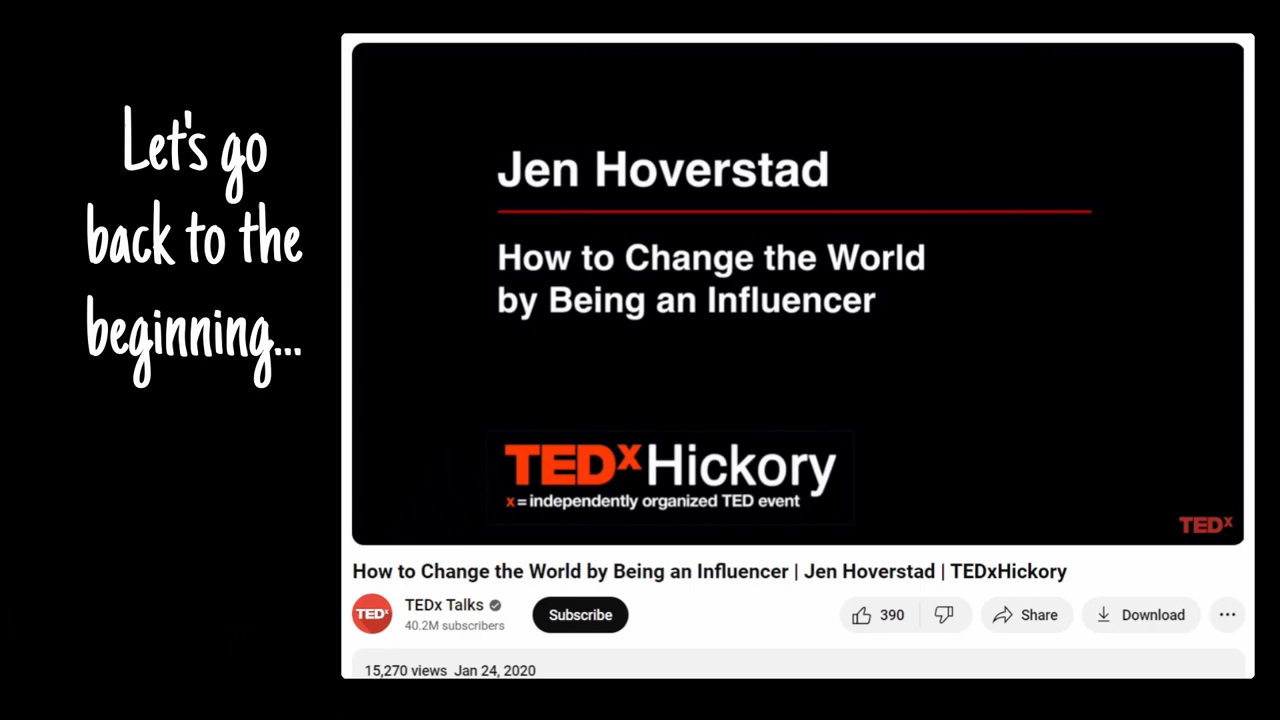 Let's go
back to the
beginning...
Jen Hoverstad
How to Change the World
by Being an Influencer
TEDxHickory
x = independently organized TED event
TEDx
How to Change the World by Being an Influencer | Jen Hoverstad | TEDxHickory
TEDx
TEDx Talks
40.2M subscribers
Subscribe
390
Share
Download
15,270 views Jan 24, 2020